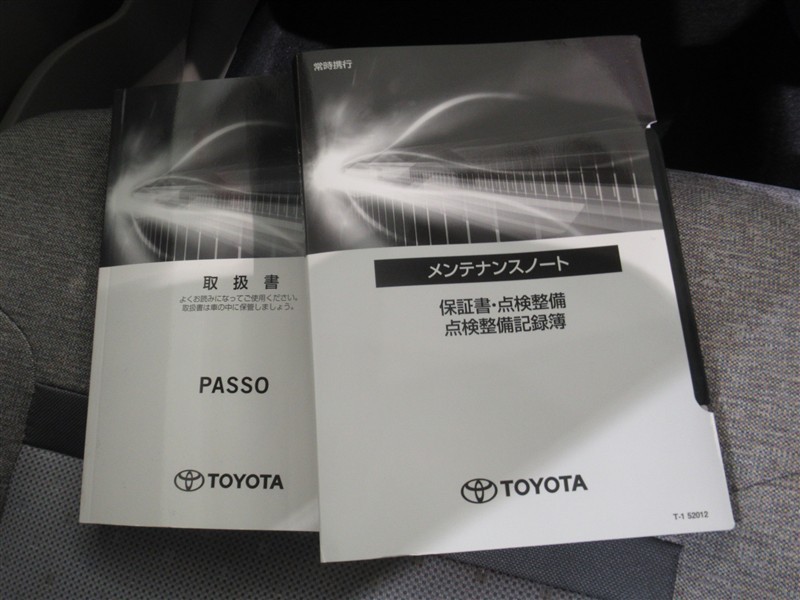 取扱書
よくお読みになってご使用ください。
取扱書は車の中に保管しましょう。
PASSO
TOYOTA
常時携行
メンテナンスノート
保証書・点検整備
点検整備記録簿
TOYOTA
T-1 52012